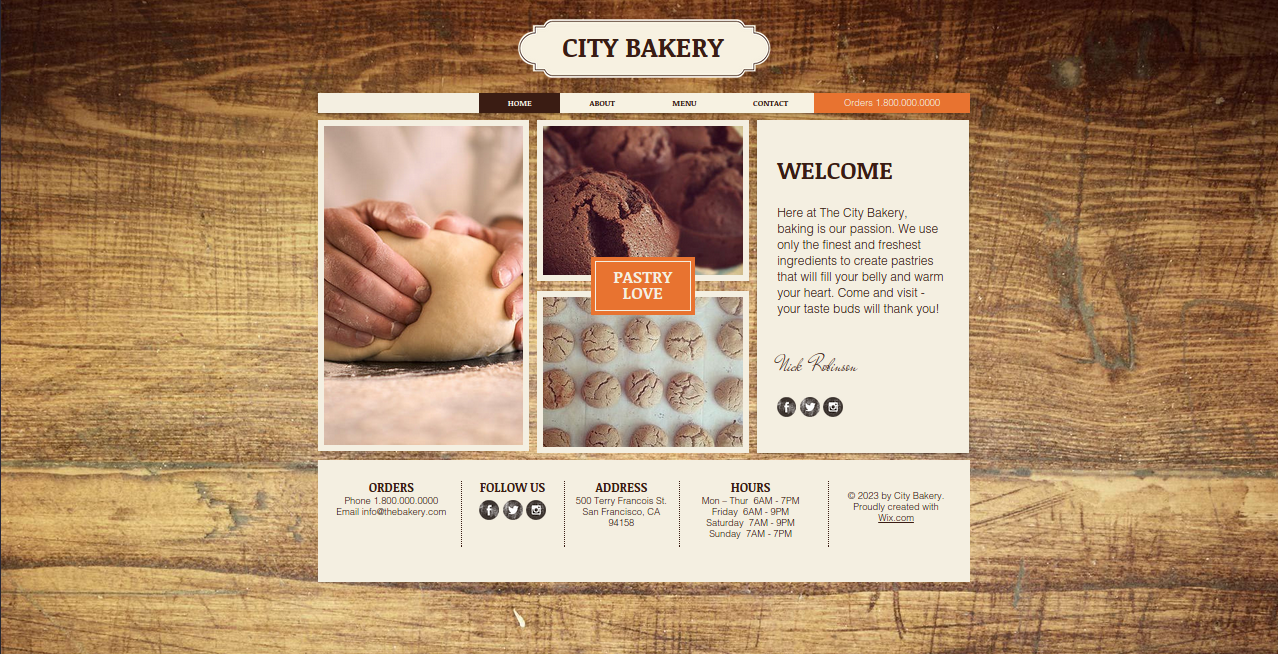 CITY BAKERY
HOME ABOUT MENU CONTACT Orders 1.800.000.0000
PASTRY
LOVE
WELCOME
Here at The City Bakery,
baking is our passion. We use
only the finest and freshest
ingredients to create pastries
that will fill your belly and warm
your heart. Come and visit -
your taste buds will thank you!
Nick Robinson
ORDERS
Phone 1.800.000.0000
Email info@thebakery.com
FOLLOW US
ADDRESS
500 Terry Francois St.
San Francisco, CA
94158
HOURS
Mon – Thur 6AM - 7PM
Friday 6AM - 9PM
Saturday 7AM - 9PM
Sunday 7AM - 7PM
© 2023 by City Bakery.
Proudly created with
Wix.com